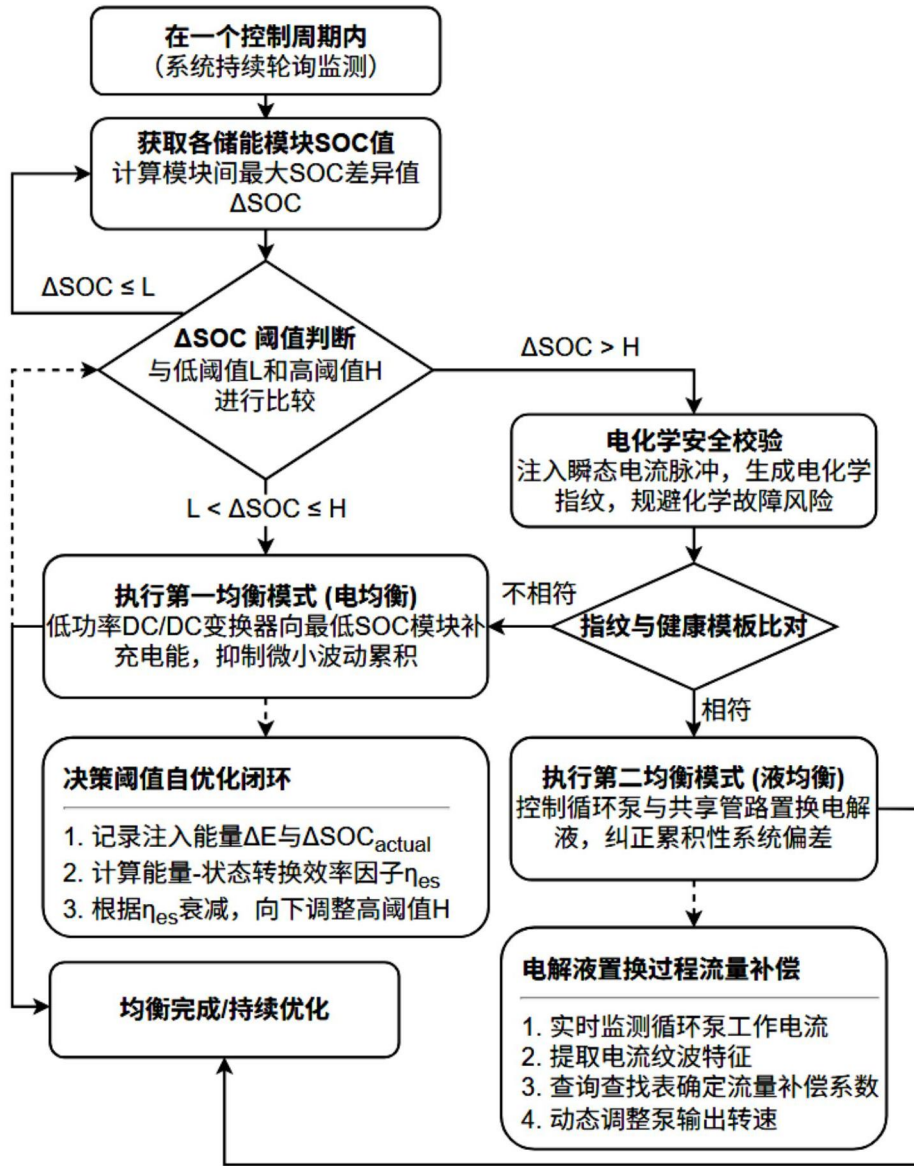 在一个控制周期内
（系统持续轮询监测）
获取各储能模块SOC值
计算模块间最大SOC差异值
ΔSOC
ΔSOC ≤ L
ΔSOC 阈值判断
与低阈值L和高阈值H
进行比较
ΔSOC > H
电化学安全校验
注入瞬态电流脉冲，生成电化学
指纹，规避化学故障风险
L < ΔSOC ≤ H
执行第一均衡模式 (电均衡)
低功率DC/DC变换器向最低SOC模块补
充电能，抑制微小波动累积
不相符
指纹与健康模板比对
相符
决策阈值自优化闭环
1. 记录注入能量ΔE与ΔSOCactual
2. 计算能量-状态转换效率因子ηes
3. 根据ηes衰减，向下调整高阈值H
执行第二均衡模式 (液均衡)
控制循环泵与共享管路置换电解
液，纠正累积性系统偏差
电解液置换过程流量补偿
1. 实时监测循环泵工作电流
2. 提取电流纹波特征
3. 查询查找表确定流量补偿系数
4. 动态调整泵输出转速
均衡完成/持续优化